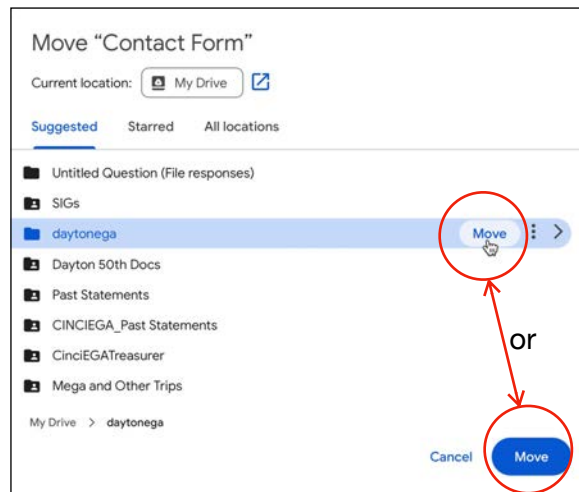 Move “Contact Form”
Current location: My Drive
Suggested Starred All locations
Untitled Question (File responses)
SIGs
daytonega Move
Dayton 50th Docs
Past Statements
CINCIEGA_Past Statements
CinciEGATreasurer
or
Mega and Other Trips
My Drive > daytonega
Cancel Move